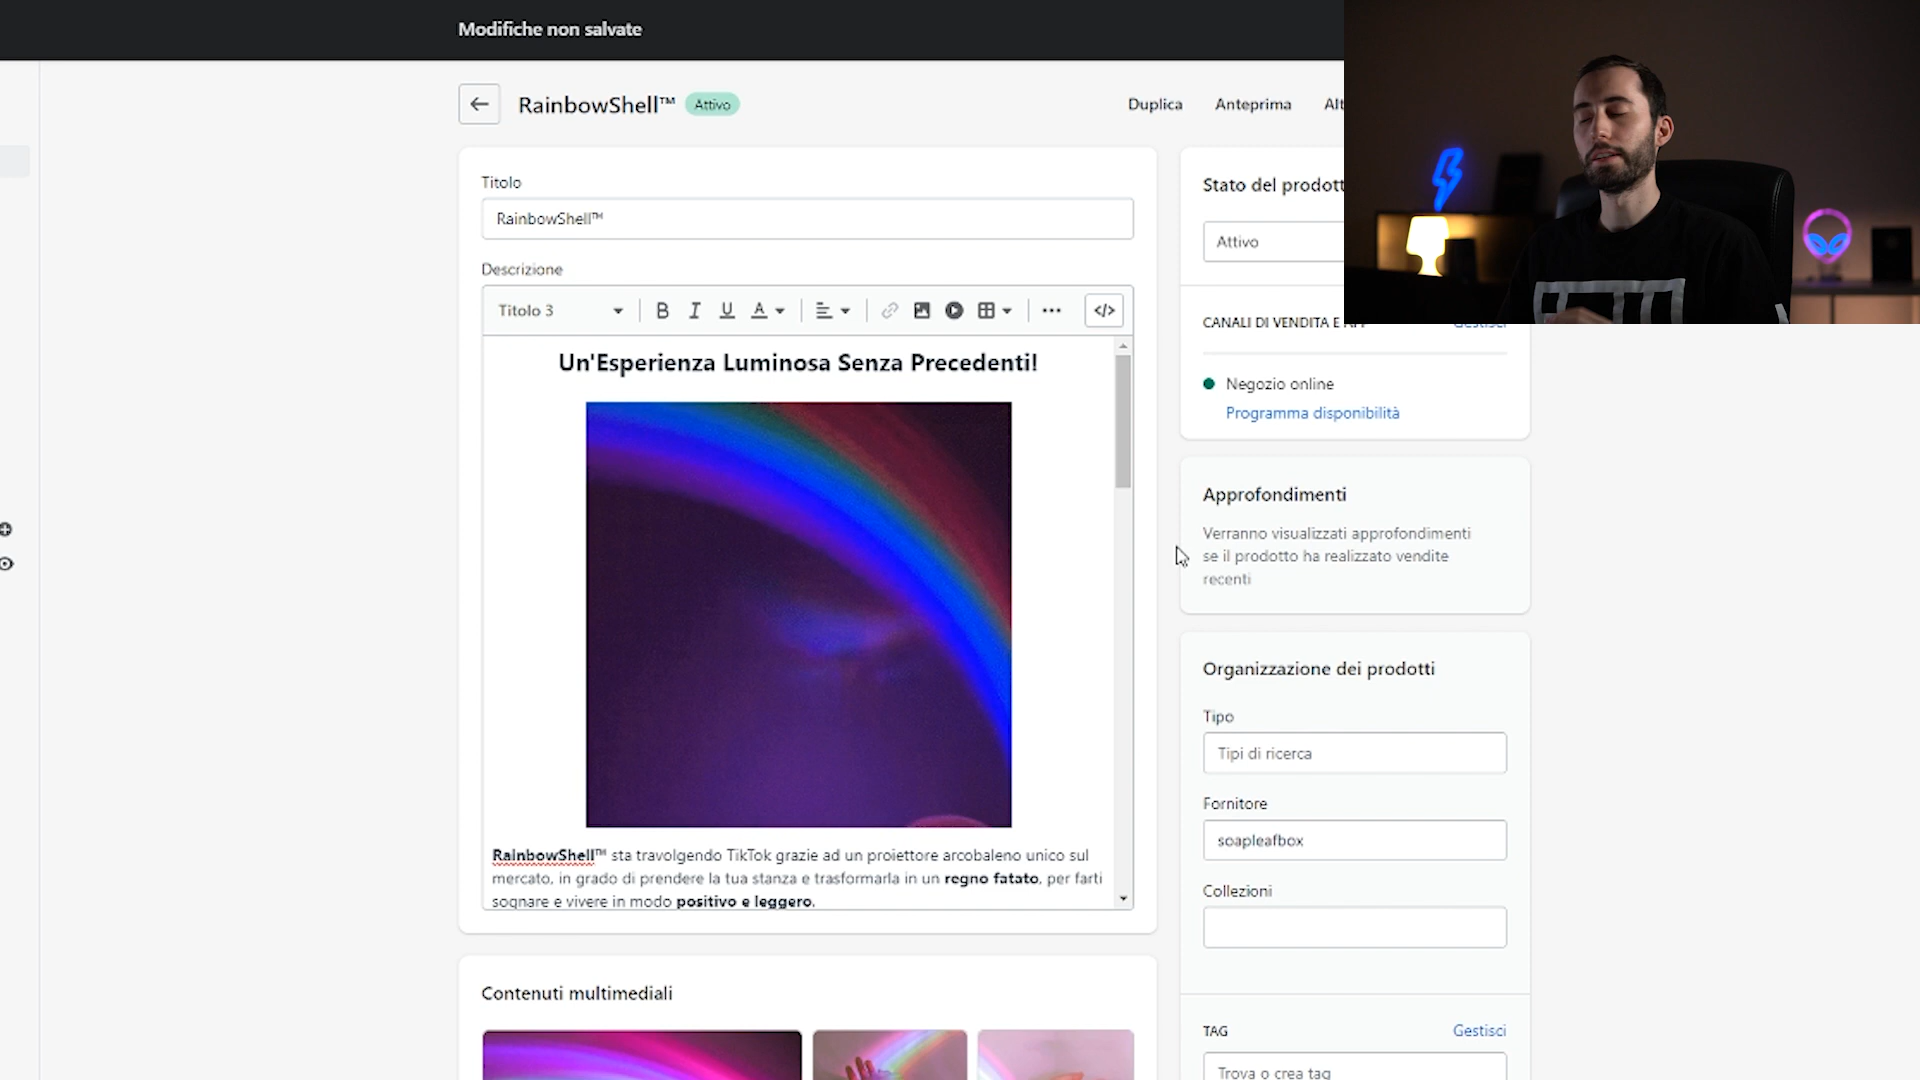 Modifiche non salvate
RainbowShell™ Attivo
Duplica Anteprima Alt
Titolo
RainbowShell™
Descrizione
Titolo 3 B I U A </>
Un'Esperienza Luminosa Senza Precedenti!
RainbowShell™ sta travolgendo TikTok grazie ad un proiettore arcobaleno unico sul
mercato, in grado di prendere la tua stanza e trasformarla in un regno fatato, per farti
sognare e vivere in modo positivo e leggero.
Contenuti multimediali
Stato del prodott
Attivo
CANALI DI VENDITA E APP Gestisci
Negozio online
Programma disponibilità
Approfondimenti
Verranno visualizzati approfondimenti
se il prodotto ha realizzato vendite
recenti
Organizzazione dei prodotti
Tipo
Tipi di ricerca
Fornitore
soapleafbox
Collezioni
TAG Gestisci
Trova o crea tag